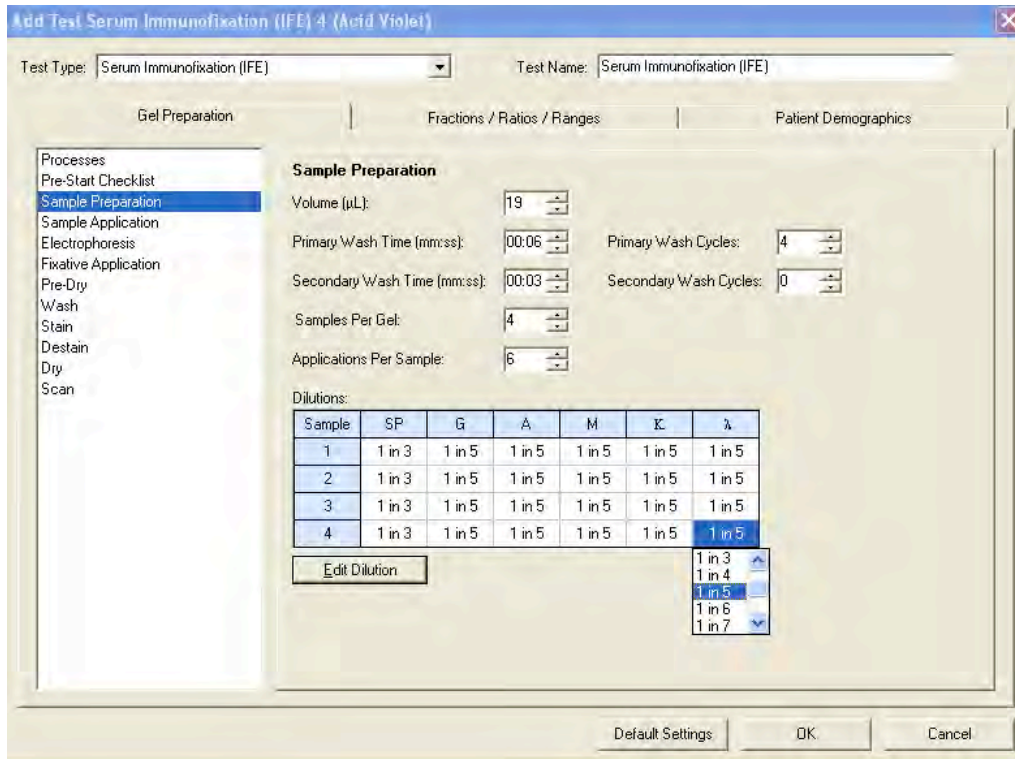 Add Test Serum Immunofixation (IFE) 4 (Acid Violet)
Test Type: Serum Immunofixation (IFE) Test Name: Serum Immunofixation (IFE)
Gel Preparation Fractions / Ratios / Ranges Patient Demographics
Processes
Pre-Start Checklist
Sample Preparation
Sample Application
Electrophoresis
Fixative Application
Pre-Dry
Wash
Stain
Destain
Dry
Scan
Sample Preparation
Volume (µL): 19
Primary Wash Time (mm:ss): 00:06 Primary Wash Cycles: 4
Secondary Wash Time (mm:ss): 00:03 Secondary Wash Cycles: 0
Samples Per Gel: 4
Applications Per Sample: 6
Dilutions:
Sample SP G A M K λ
1 1 in 3 1 in 5 1 in 5 1 in 5 1 in 5 1 in 5
2 1 in 3 1 in 5 1 in 5 1 in 5 1 in 5 1 in 5
3 1 in 3 1 in 5 1 in 5 1 in 5 1 in 5 1 in 5
4 1 in 3 1 in 5 1 in 5 1 in 5 1 in 5 1 in 5
Edit Dilution
1 in 3
1 in 4
1 in 5
1 in 6
1 in 7
Default Settings OK Cancel